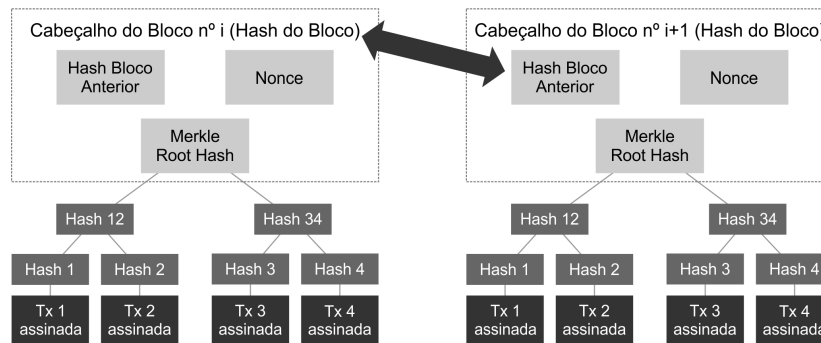 Cabeçalho do Bloco nº i (Hash do Bloco)
Hash Bloco
Anterior
Nonce
Merkle
Root Hash
Hash 12
Hash 34
Hash 1
Hash 2
Hash 3
Hash 4
Tx 1
assinada
Tx 2
assinada
Tx 3
assinada
Tx 4
assinada
Cabeçalho do Bloco nº i+1 (Hash do Bloco)
Hash Bloco
Anterior
Nonce
Merkle
Root Hash
Hash 12
Hash 34
Hash 1
Hash 2
Hash 3
Hash 4
Tx 1
assinada
Tx 2
assinada
Tx 3
assinada
Tx 4
assinada